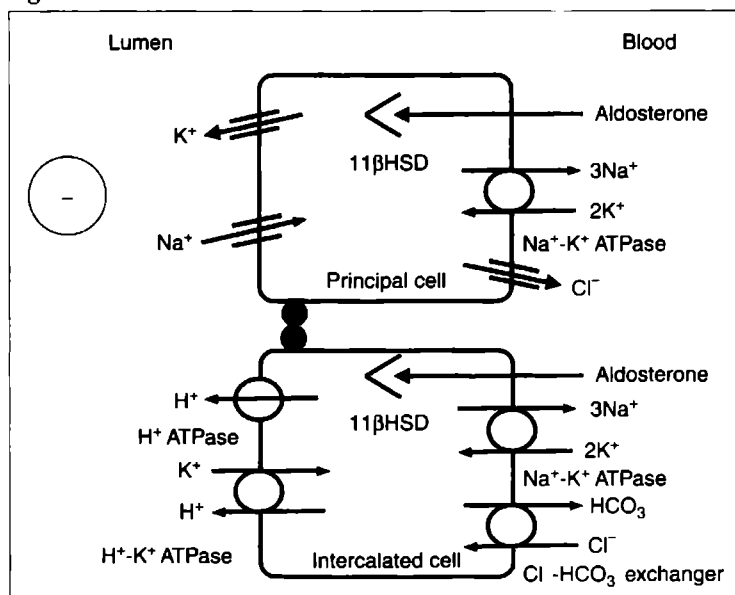 Lumen
Blood
K⁺
Aldosterone
11βHSD
3Na⁺
−
2K⁺
Na⁺
Na⁺-K⁺ ATPase
Principal cell
Cl⁻
Aldosterone
H⁺
11βHSD
3Na⁺
H⁺ ATPase
2K⁺
K⁺
Na⁺-K⁺ ATPase
HCO₃
H⁺
Cl⁻
H⁺-K⁺ ATPase
Intercalated cell
Cl -HCO₃ exchanger